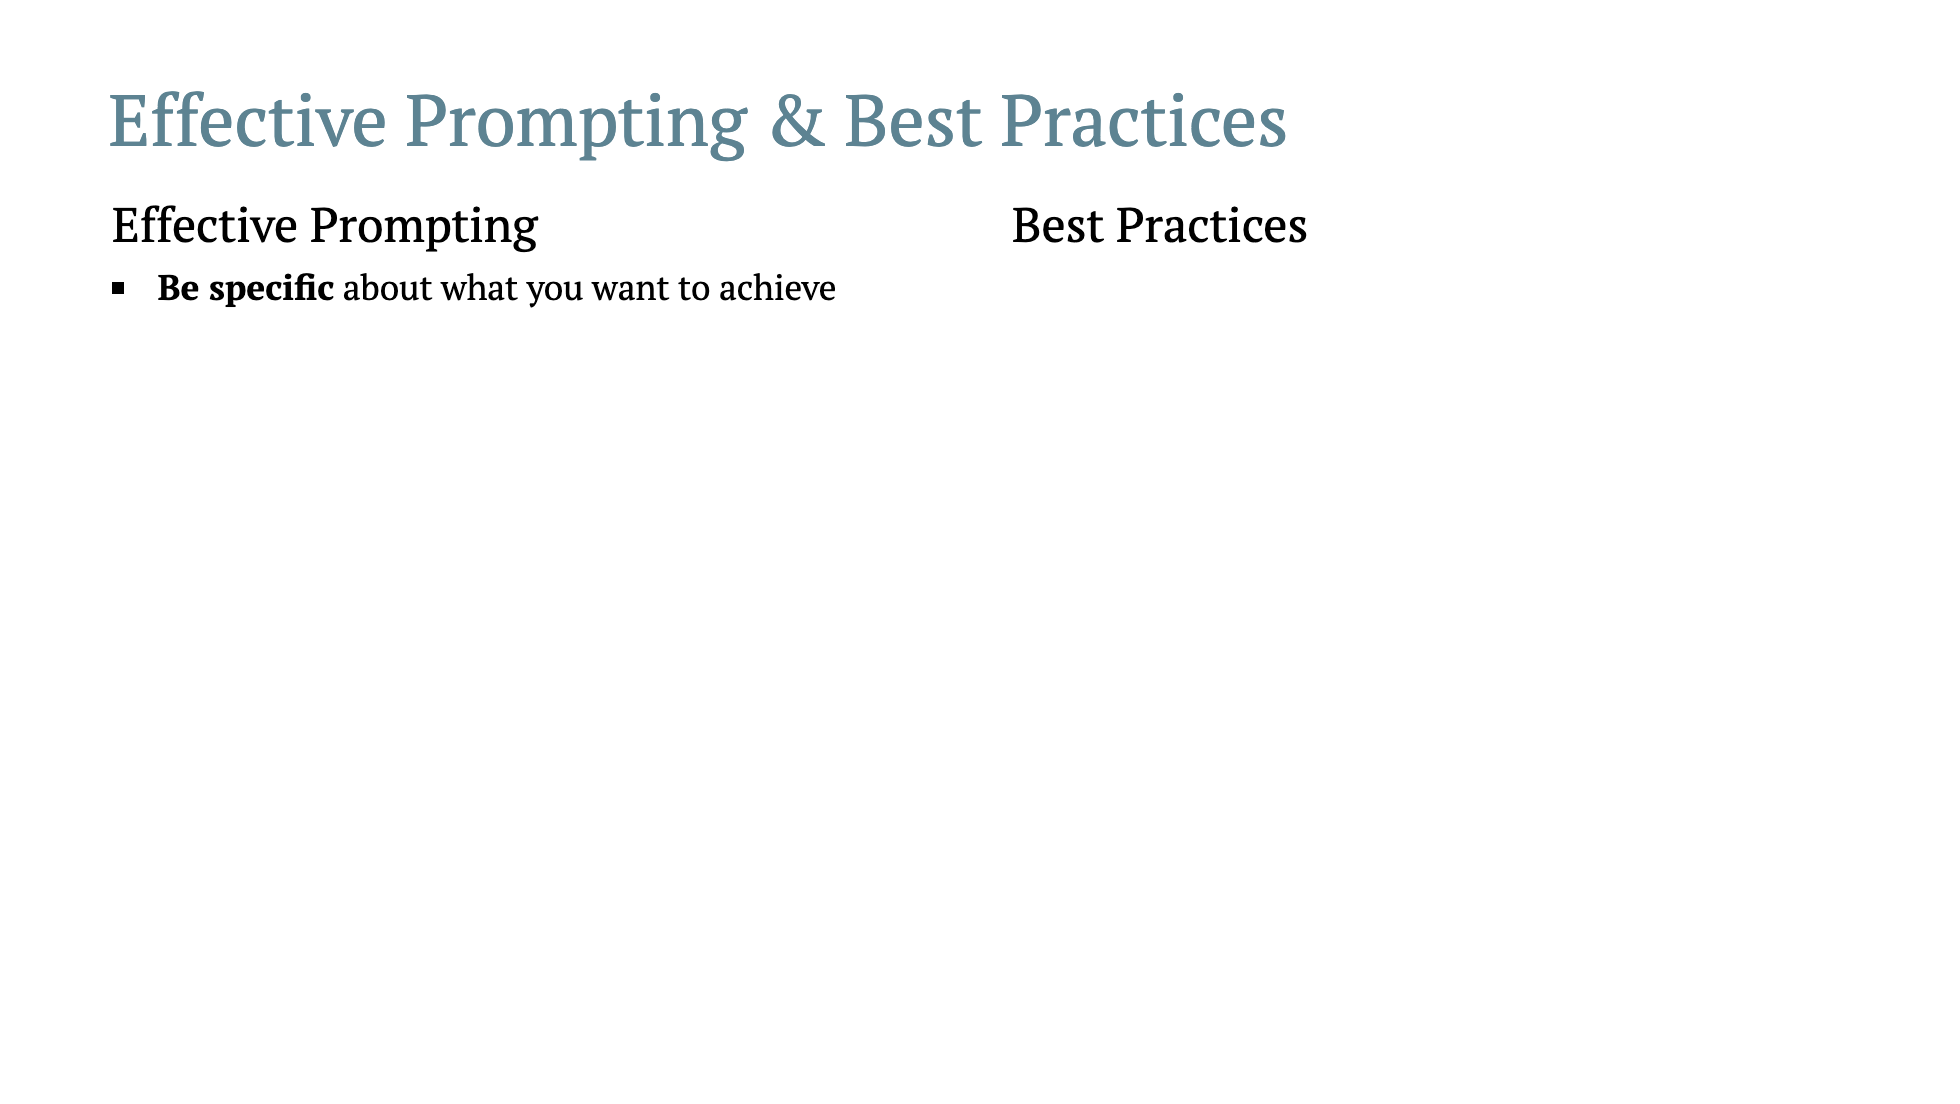 Effective Prompting & Best Practices
Effective Prompting
▪ Be specific about what you want to achieve
Best Practices